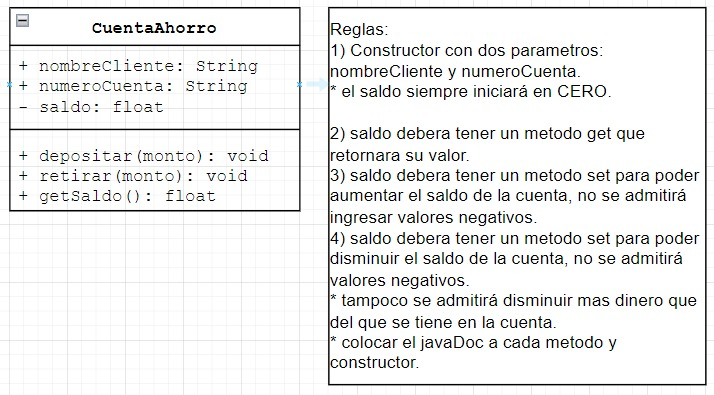 CuentaAhorro
+ nombreCliente: String
+ numeroCuenta: String
- saldo: float
+ depositar(monto): void
+ retirar(monto): void
+ getSaldo(): float
Reglas:
1) Constructor con dos parametros:
nombreCliente y numeroCuenta.
* el saldo siempre iniciará en CERO.
2) saldo debera tener un metodo get que
retornara su valor.
3) saldo debera tener un metodo set para poder
aumentar el saldo de la cuenta, no se admitirá
ingresar valores negativos.
4) saldo debera tener un metodo set para poder
disminuir el saldo de la cuenta, no se admitirá
valores negativos.
* tampoco se admitirá disminuir mas dinero que
del que se tiene en la cuenta.
* colocar el javaDoc a cada metodo y
constructor.